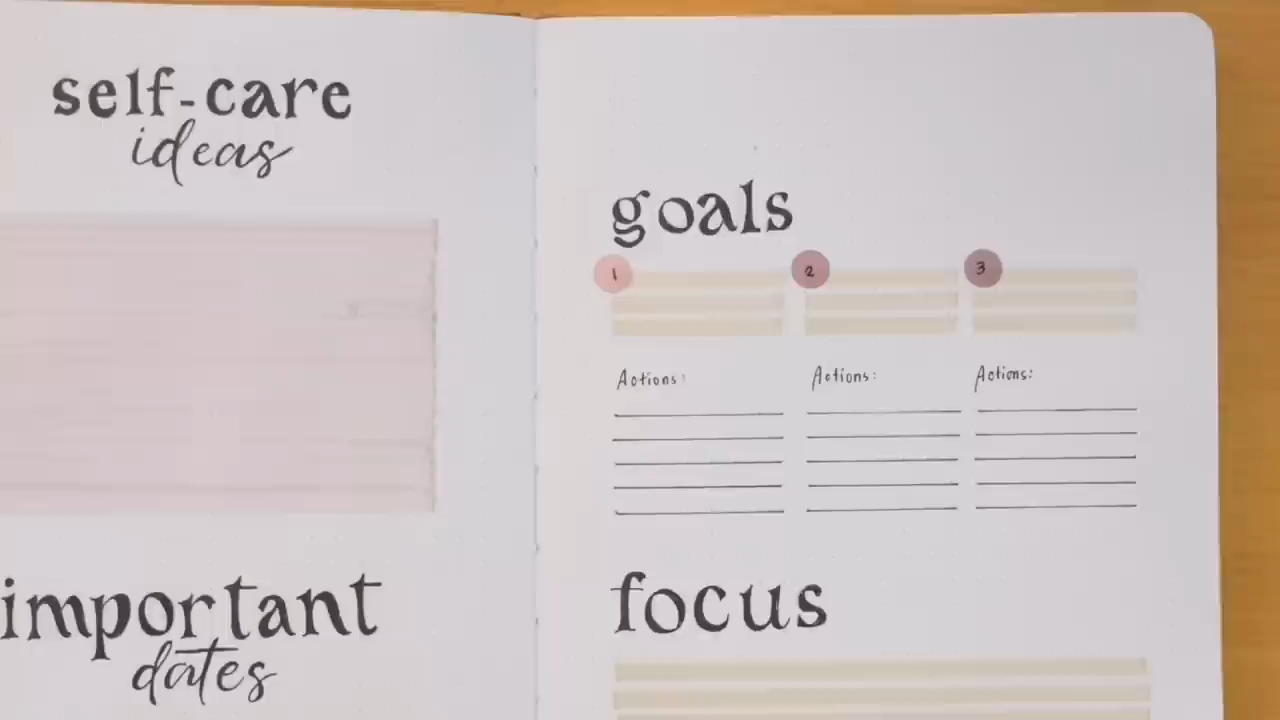 self-care
ideas
important
dates
goals
1 2 3
Actions: Actions: Actions:
focus